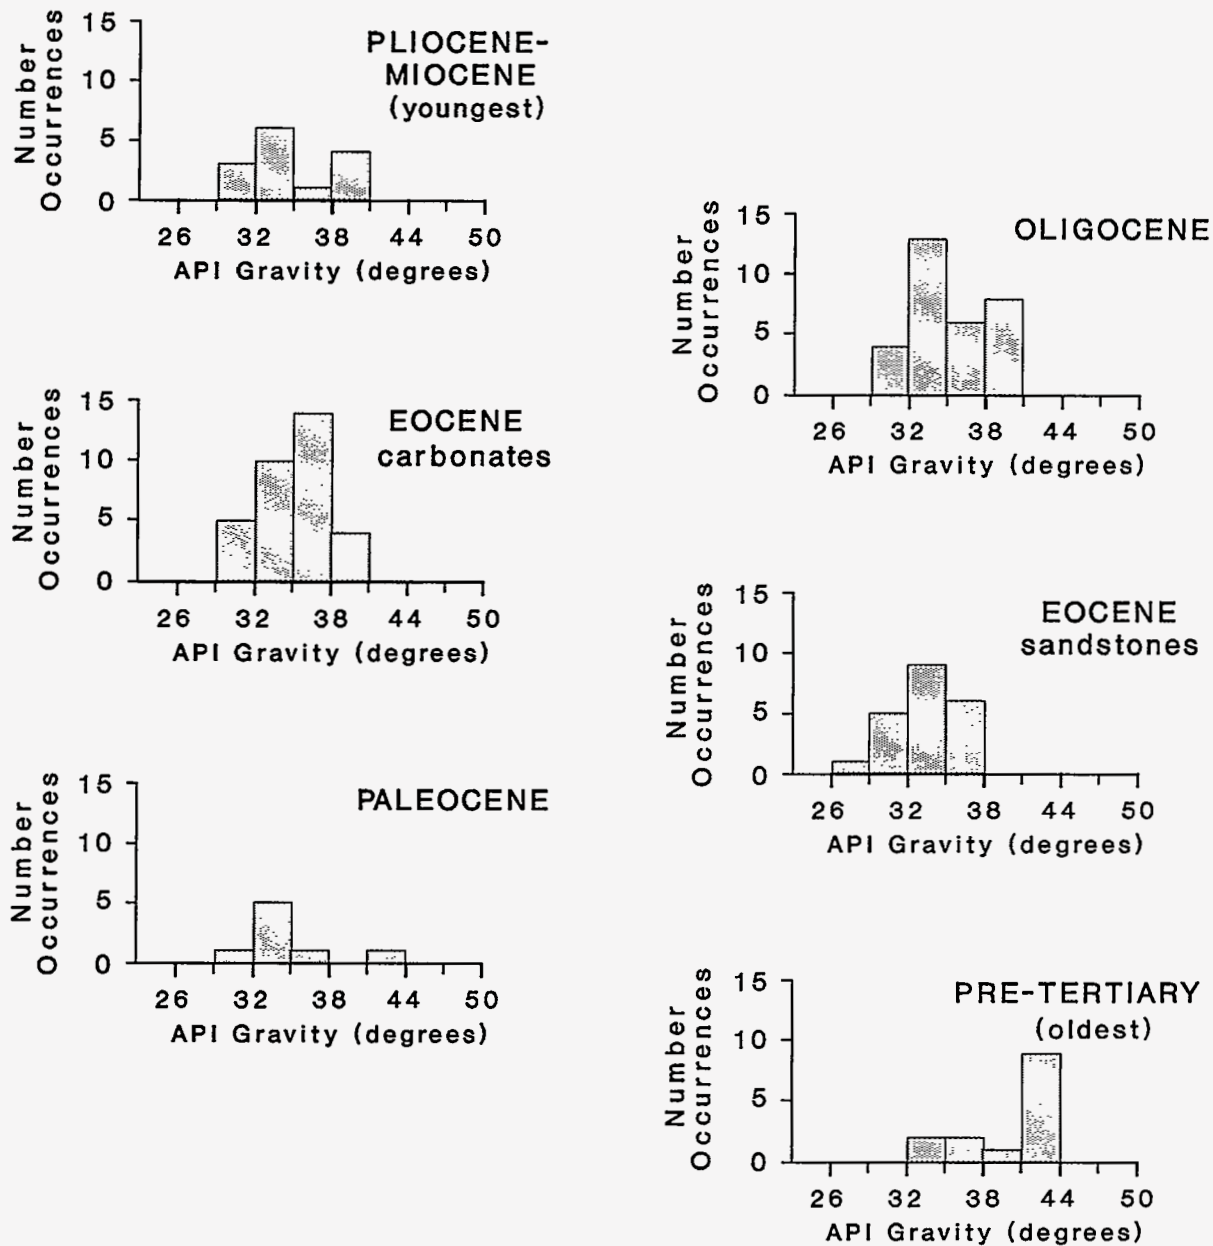 15
10
5
0
Number
Occurrences
PLIOCENE-
MIOCENE
(youngest)
26 32 38 44 50
API Gravity (degrees)
15
10
5
0
Number
Occurrences
OLIGOCENE
26 32 38 44 50
API Gravity (degrees)
15
10
5
0
Number
Occurrences
EOCENE
carbonates
26 32 38 44 50
API Gravity (degrees)
15
10
5
0
Number
Occurrences
EOCENE
sandstones
26 32 38 44 50
API Gravity (degrees)
15
10
5
0
Number
Occurrences
PALEOCENE
26 32 38 44 50
API Gravity (degrees)
15
10
5
0
Number
Occurrences
PRE-TERTIARY
(oldest)
26 32 38 44 50
API Gravity (degrees)